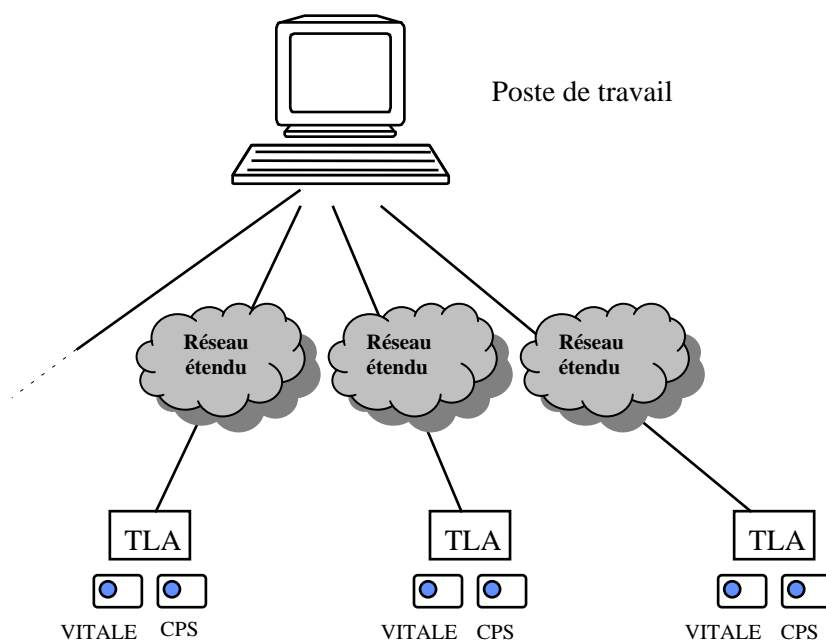 Poste de travail
Réseau
étendu
Réseau
étendu
Réseau
étendu
TLA
TLA
TLA
VITALE CPS
VITALE CPS
VITALE CPS